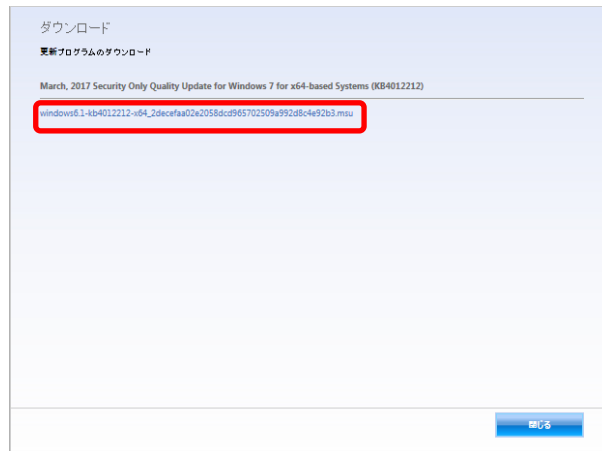 ダウンロード
更新プログラムのダウンロード
March, 2017 Security Only Quality Update for Windows 7 for x64-based Systems (KB4012212)
windows6.1-kb4012212-x64_2decefaa02e2058dcd965702509a992d8c4e92b3.msu
閉じる